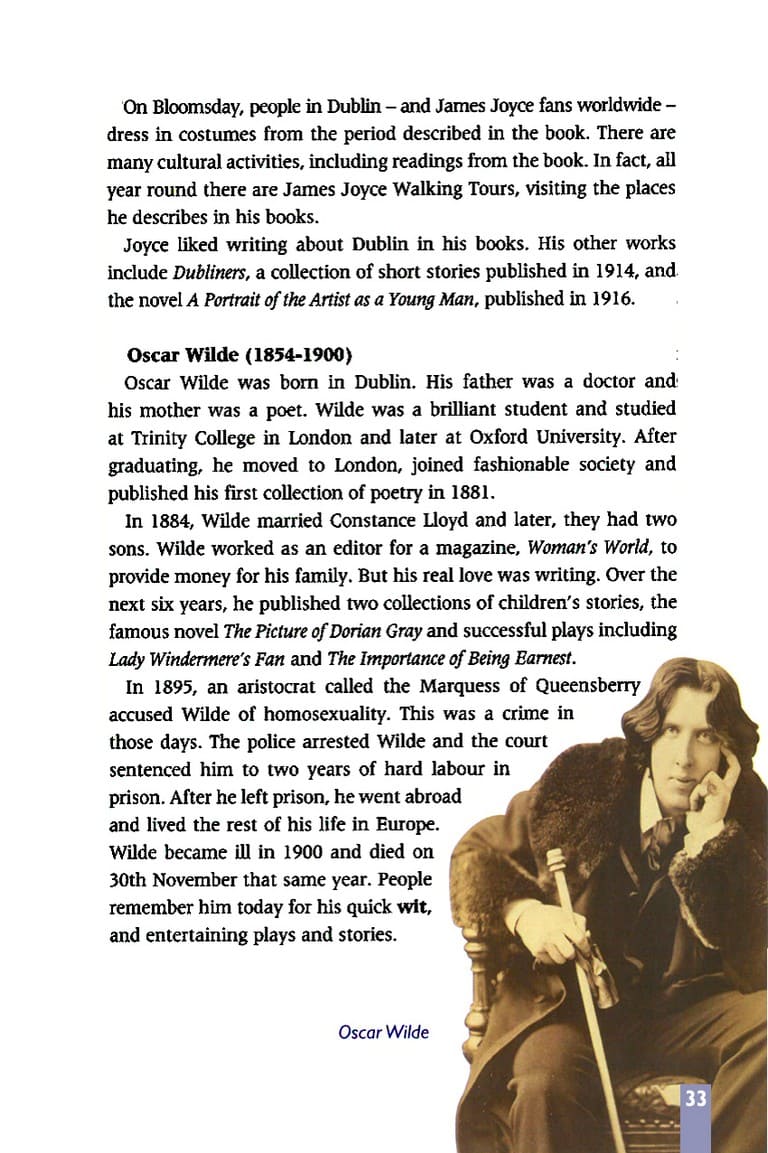 On Bloomsday, people in Dublin – and James Joyce fans worldwide –
dress in costumes from the period described in the book. There are
many cultural activities, including readings from the book. In fact, all
year round there are James Joyce Walking Tours, visiting the places
he describes in his books.
Joyce liked writing about Dublin in his books. His other works
include Dubliners, a collection of short stories published in 1914, and
the novel A Portrait of the Artist as a Young Man, published in 1916.
Oscar Wilde (1854-1900)
Oscar Wilde was born in Dublin. His father was a doctor and
his mother was a poet. Wilde was a brilliant student and studied
at Trinity College in London and later at Oxford University. After
graduating, he moved to London, joined fashionable society and
published his first collection of poetry in 1881.
In 1884, Wilde married Constance Lloyd and later, they had two
sons. Wilde worked as an editor for a magazine, Woman's World, to
provide money for his family. But his real love was writing. Over the
next six years, he published two collections of children's stories, the
famous novel The Picture of Dorian Gray and successful plays including
Lady Windermere's Fan and The Importance of Being Earnest.
In 1895, an aristocrat called the Marquess of Queensberry
accused Wilde of homosexuality. This was a crime in
those days. The police arrested Wilde and the court
sentenced him to two years of hard labour in
prison. After he left prison, he went abroad
and lived the rest of his life in Europe.
Wilde became ill in 1900 and died on
30th November that same year. People
remember him today for his quick wit,
and entertaining plays and stories.
Oscar Wilde
33